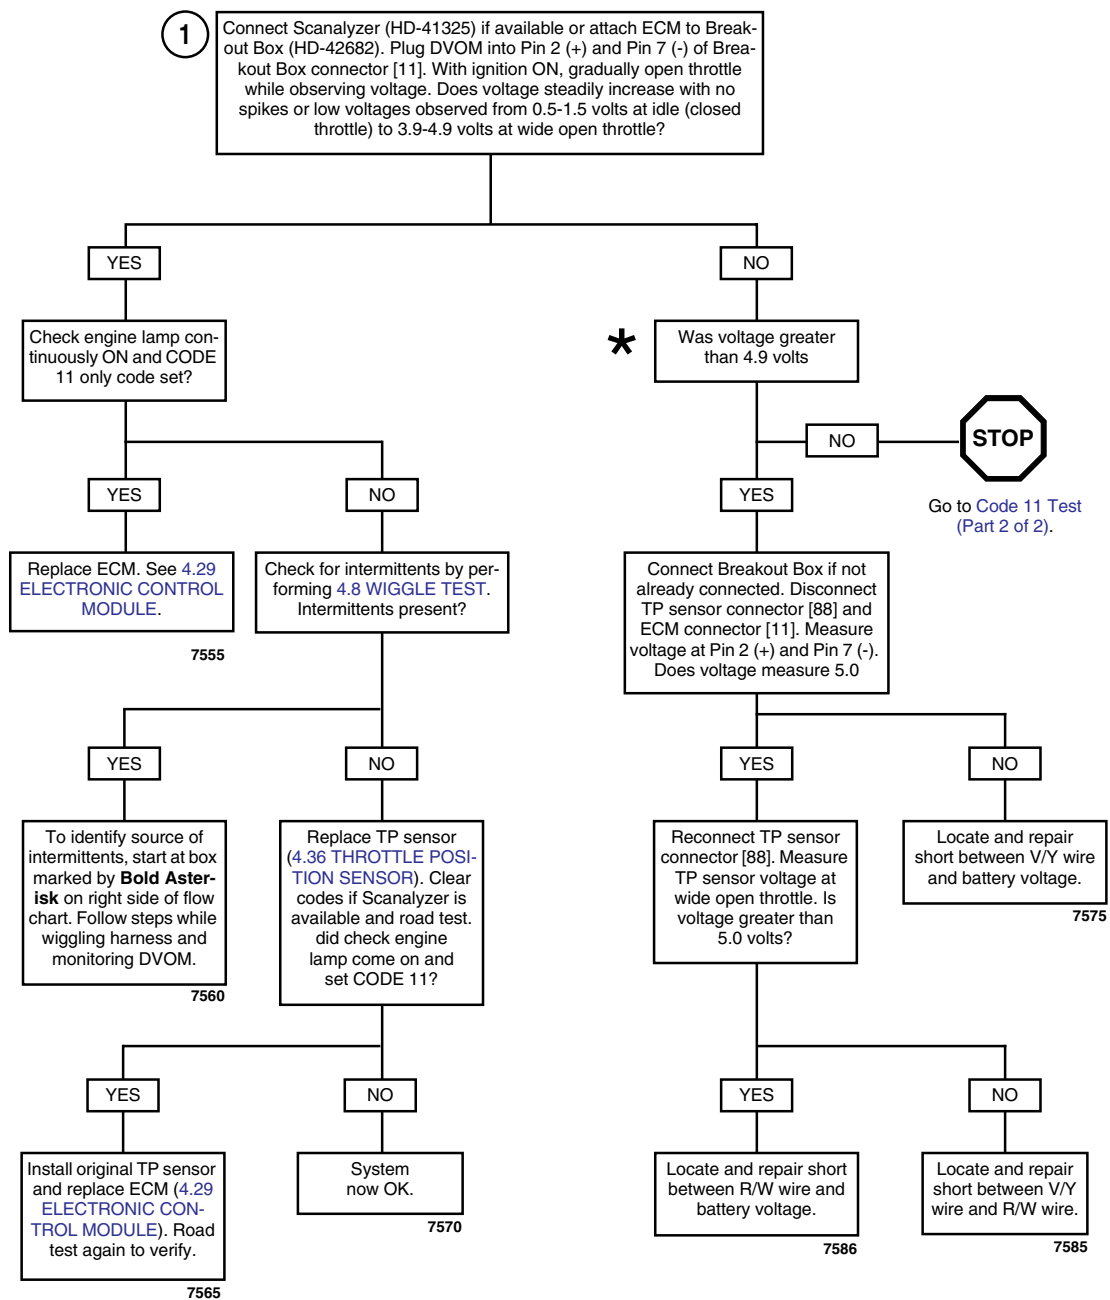 1
Connect Scanalyzer (HD-41325) if available or attach ECM to Break-
out Box (HD-42682). Plug DVOM into Pin 2 (+) and Pin 7 (-) of Brea-
kout Box connector [11]. With ignition ON, gradually open throttle
while observing voltage. Does voltage steadily increase with no
spikes or low voltages observed from 0.5-1.5 volts at idle (closed
throttle) to 3.9-4.9 volts at wide open throttle?
YES
NO
Check engine lamp con-
tinuously ON and CODE
11 only code set?
*
Was voltage greater
than 4.9 volts
NO
STOP
Go to Code 11 Test
(Part 2 of 2).
YES
NO
YES
Replace ECM. See 4.29
ELECTRONIC CONTROL
MODULE.
7555
Check for intermittents by per-
forming 4.8 WIGGLE TEST.
Intermittents present?
Connect Breakout Box if not
already connected. Disconnect
TP sensor connector [88] and
ECM connector [11]. Measure
voltage at Pin 2 (+) and Pin 7 (-).
Does voltage measure 5.0
YES
NO
YES
NO
To identify source of
intermittents, start at box
marked by Bold Aster-
isk on right side of flow
chart. Follow steps while
wiggling harness and
monitoring DVOM.
7560
Replace TP sensor
(4.36 THROTTLE POSI-
TION SENSOR). Clear
codes if Scanalyzer is
available and road test.
did check engine
lamp come on and
set CODE 11?
Reconnect TP sensor
connector [88]. Measure
TP sensor voltage at
wide open throttle. Is
voltage greater than
5.0 volts?
Locate and repair
short between V/Y wire
and battery voltage.
7575
YES
NO
YES
NO
Install original TP sensor
and replace ECM (4.29
ELECTRONIC CON-
TROL MODULE). Road
test again to verify.
7565
System
now OK.
7570
Locate and repair short
between R/W wire and
battery voltage.
7586
Locate and repair
short between V/Y
wire and R/W wire.
7585